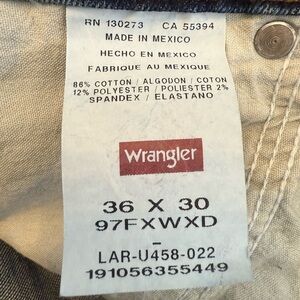 RN 130273 CA 55394
MADE IN MEXICO
HECHO EN MEXICO
FABRIQUE AU MEXIQUE
86% COTTON / ALGODON / COTON
12% POLYESTER / POLIESTER 2%
SPANDEX / ELASTANO
Wrangler
36 X 30
97FXWXD
-
LAR-U458-022
191056355449